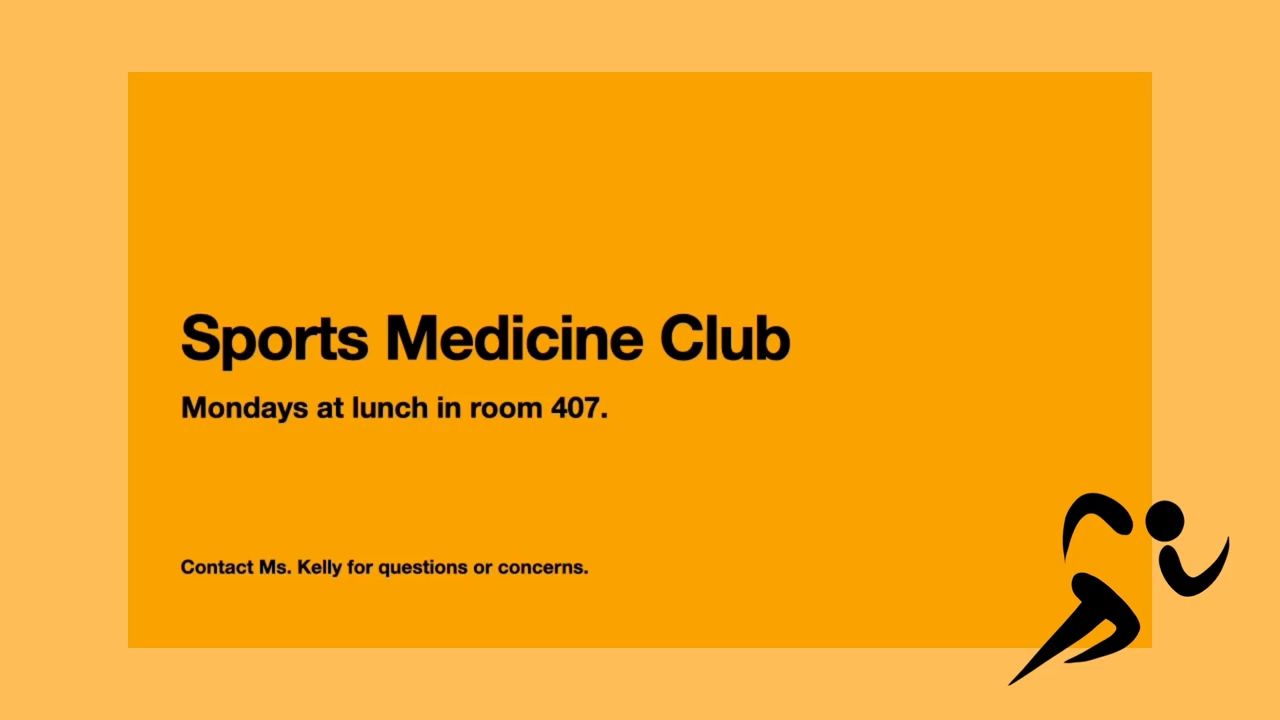 Sports Medicine Club
Mondays at lunch in room 407.
Contact Ms. Kelly for questions or concerns.